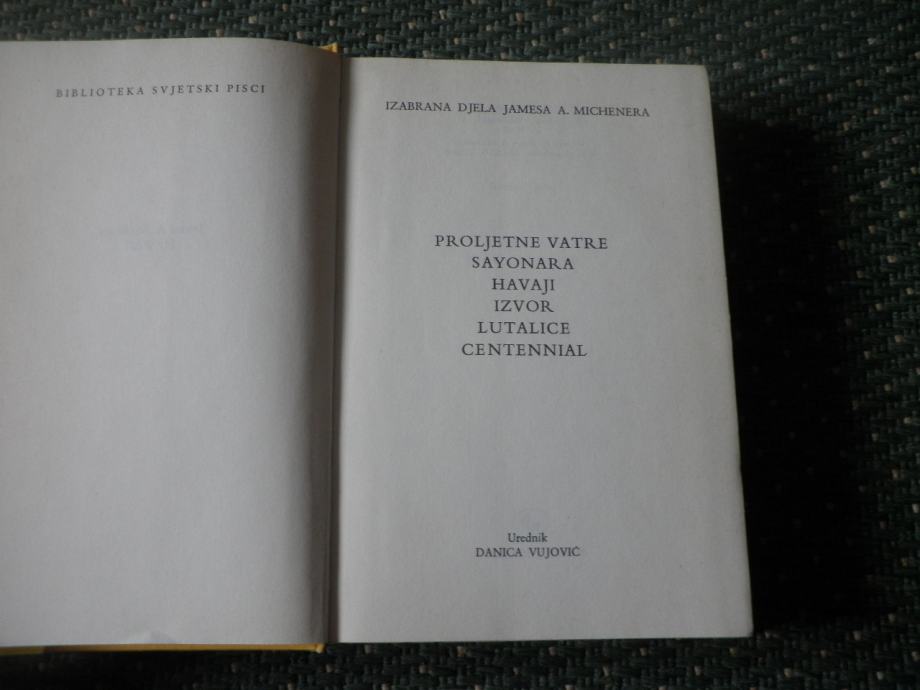 BIBLIOTEKA SVJETSKI PISCI
IZABRANA DJELA JAMESA A. MICHENERA
PROLJETNE VATRE
SAYONARA
HAVAJI
IZVOR
LUTALICE
CENTENNIAL
Urednik
DANICA VUJOVIĆ